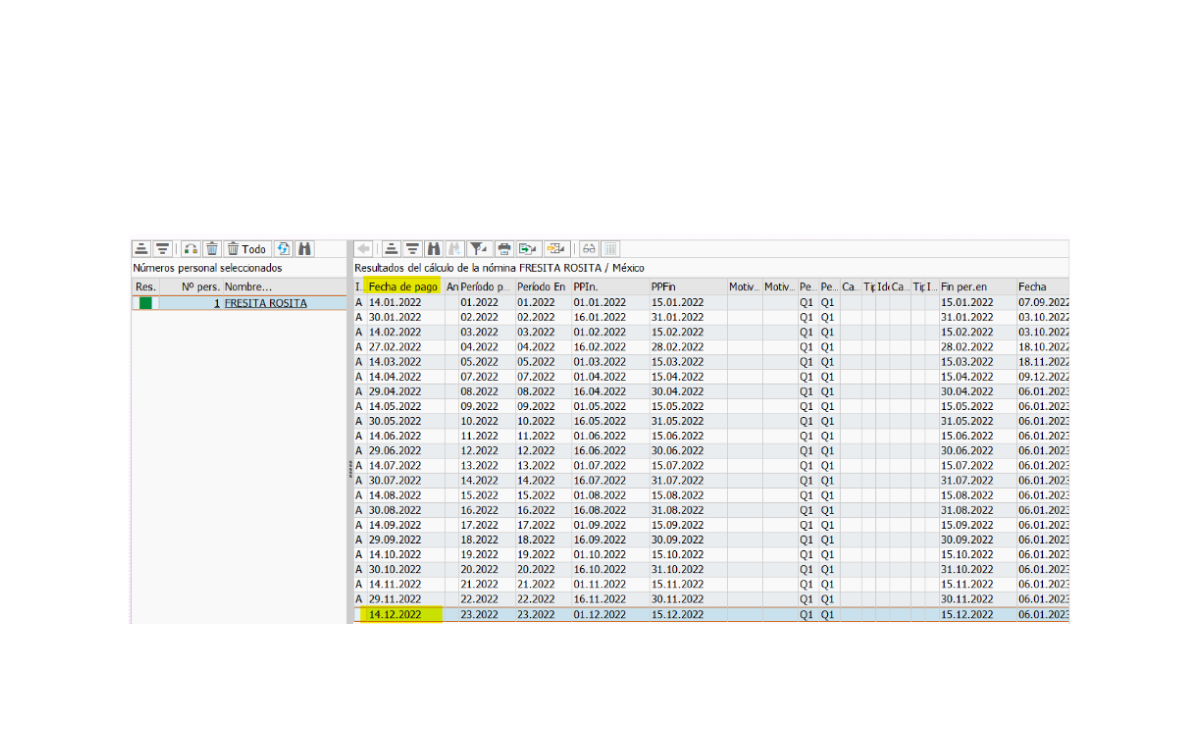 Todo
Números personal seleccionados
Res. Nº pers. Nombre...
1 FRESITA ROSITA
Resultados del cálculo de la nómina FRESITA ROSITA / México
I.. Fecha de pago An Período p... Período En PPIn. PPFin Motiv... Motiv... Pe... Pe... Ca... Tip Ide Ca... Tip I... Fin per.en Fecha
A 14.01.2022 01.2022 01.2022 01.01.2022 15.01.2022 Q1 Q1 15.01.2022 07.09.2022
A 30.01.2022 02.2022 02.2022 16.01.2022 31.01.2022 Q1 Q1 31.01.2022 03.10.2022
A 14.02.2022 03.2022 03.2022 01.02.2022 15.02.2022 Q1 Q1 15.02.2022 03.10.2022
A 27.02.2022 04.2022 04.2022 16.02.2022 28.02.2022 Q1 Q1 28.02.2022 18.10.2022
A 14.03.2022 05.2022 05.2022 01.03.2022 15.03.2022 Q1 Q1 15.03.2022 18.11.2022
A 14.04.2022 07.2022 07.2022 01.04.2022 15.04.2022 Q1 Q1 15.04.2022 09.12.2022
A 29.04.2022 08.2022 08.2022 16.04.2022 30.04.2022 Q1 Q1 30.04.2022 06.01.2023
A 14.05.2022 09.2022 09.2022 01.05.2022 15.05.2022 Q1 Q1 15.05.2022 06.01.2023
A 30.05.2022 10.2022 10.2022 16.05.2022 31.05.2022 Q1 Q1 31.05.2022 06.01.2023
A 14.06.2022 11.2022 11.2022 01.06.2022 15.06.2022 Q1 Q1 15.06.2022 06.01.2023
A 29.06.2022 12.2022 12.2022 16.06.2022 30.06.2022 Q1 Q1 30.06.2022 06.01.2023
A 14.07.2022 13.2022 13.2022 01.07.2022 15.07.2022 Q1 Q1 15.07.2022 06.01.2023
A 30.07.2022 14.2022 14.2022 16.07.2022 31.07.2022 Q1 Q1 31.07.2022 06.01.2023
A 14.08.2022 15.2022 15.2022 01.08.2022 15.08.2022 Q1 Q1 15.08.2022 06.01.2023
A 30.08.2022 16.2022 16.2022 16.08.2022 31.08.2022 Q1 Q1 31.08.2022 06.01.2023
A 14.09.2022 17.2022 17.2022 01.09.2022 15.09.2022 Q1 Q1 15.09.2022 06.01.2023
A 29.09.2022 18.2022 18.2022 16.09.2022 30.09.2022 Q1 Q1 30.09.2022 06.01.2023
A 14.10.2022 19.2022 19.2022 01.10.2022 15.10.2022 Q1 Q1 15.10.2022 06.01.2023
A 30.10.2022 20.2022 20.2022 16.10.2022 31.10.2022 Q1 Q1 31.10.2022 06.01.2023
A 14.11.2022 21.2022 21.2022 01.11.2022 15.11.2022 Q1 Q1 15.11.2022 06.01.2023
A 29.11.2022 22.2022 22.2022 16.11.2022 30.11.2022 Q1 Q1 30.11.2022 06.01.2023
14.12.2022 23.2022 23.2022 01.12.2022 15.12.2022 Q1 Q1 15.12.2022 06.01.2023